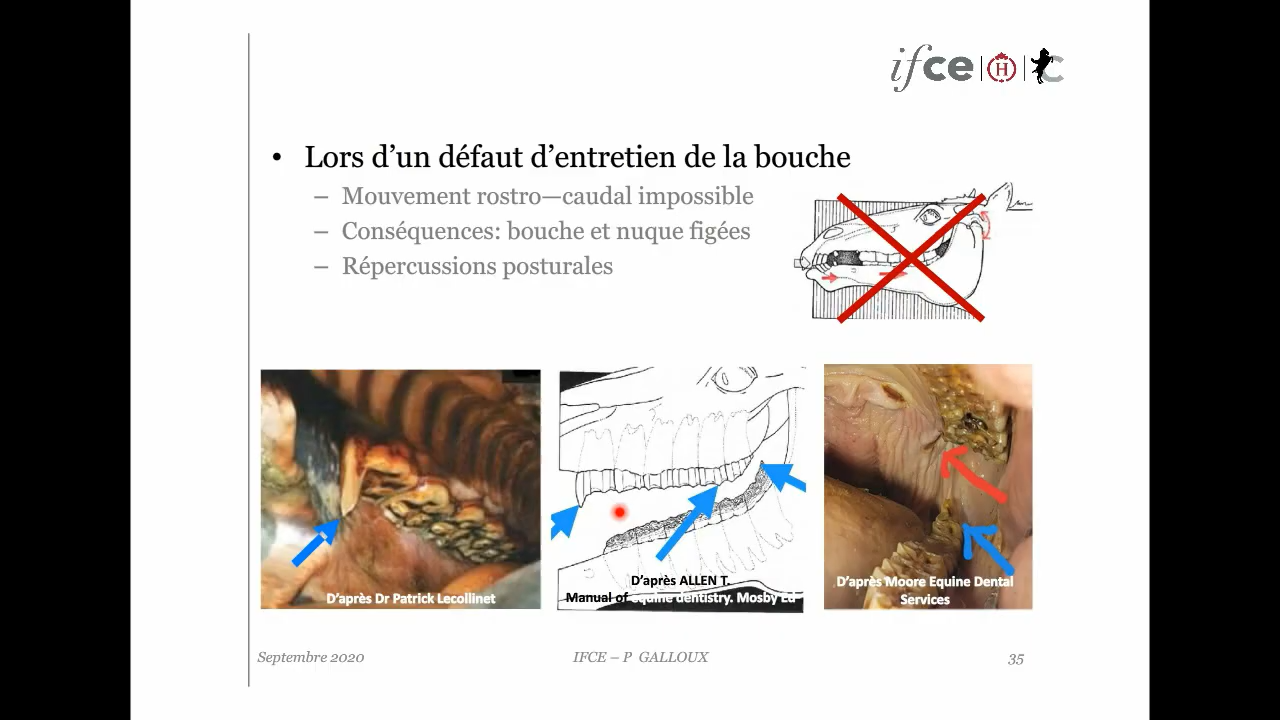 ifce H C
• Lors d’un défaut d’entretien de la bouche
– Mouvement rostro—caudal impossible
– Conséquences: bouche et nuque figées
– Répercussions posturales
D’après Dr Patrick Lecollinet
D’après ALLEN T.
Manual of equine dentistry. Mosby Ed
D’après Moore Equine Dental
Services
Septembre 2020
IFCE – P GALLOUX
35